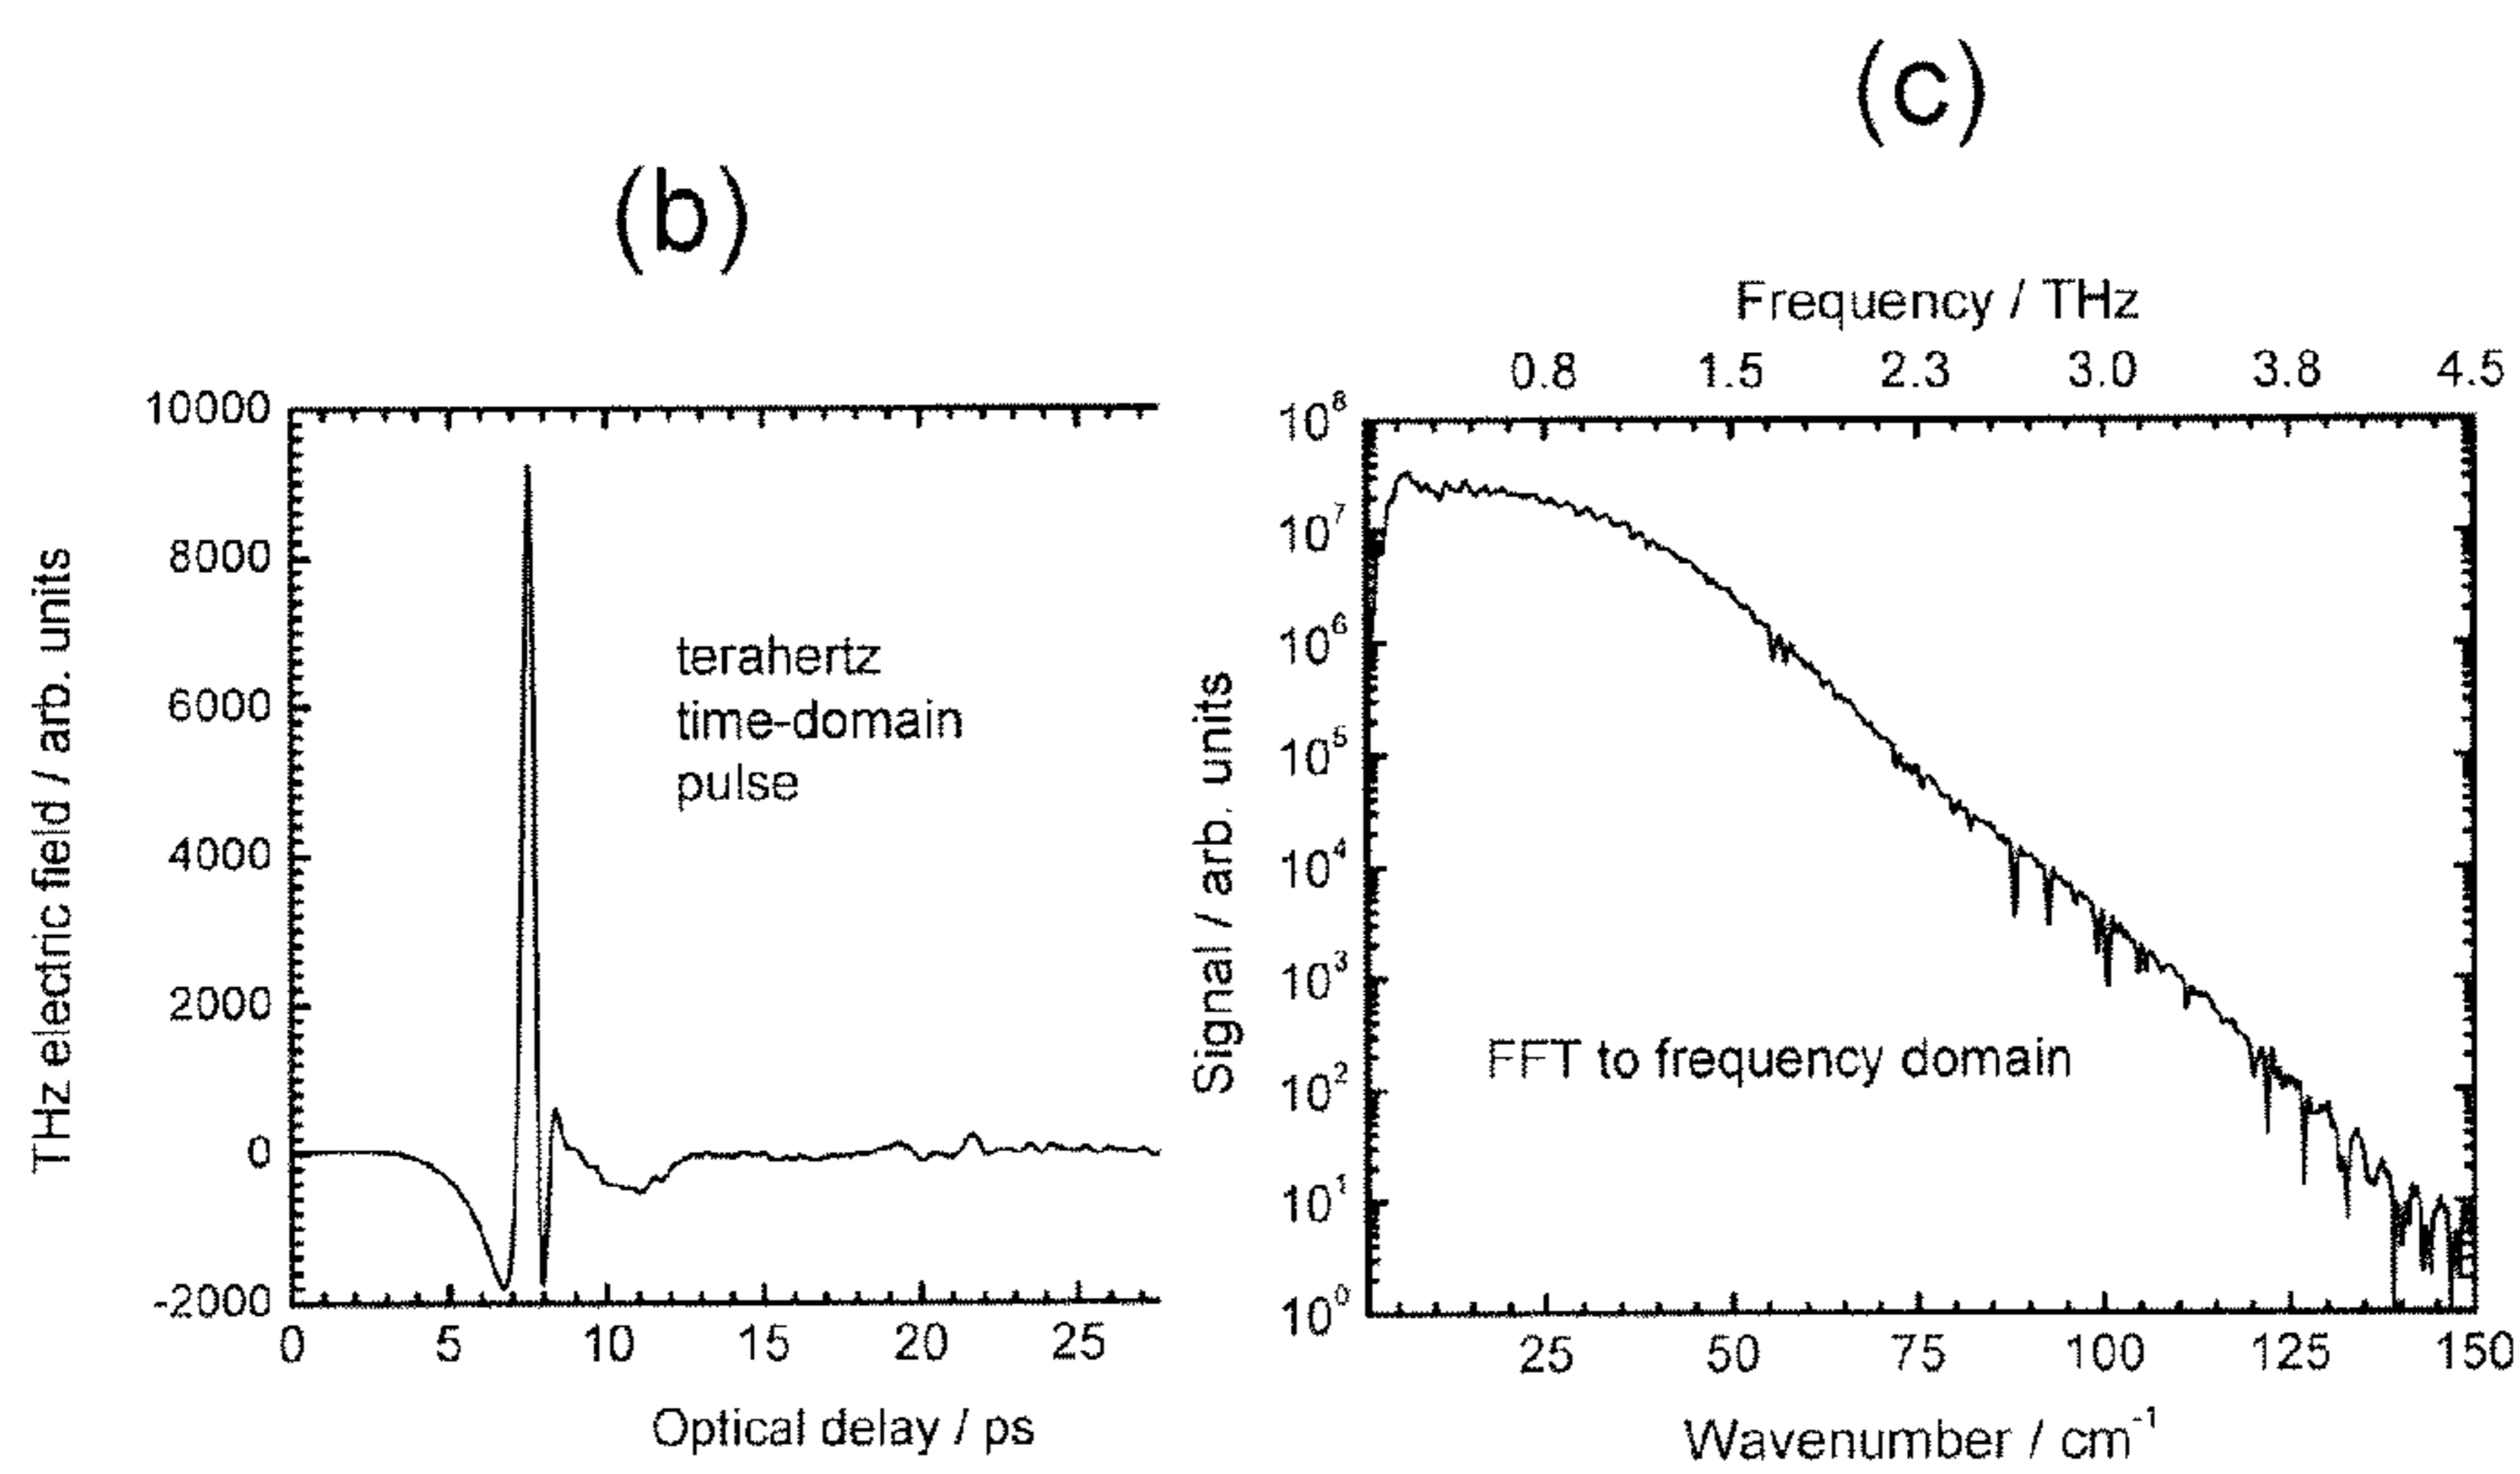 (b)
THz electric field / arb. units
10000
8000
6000
4000
2000
0
-2000
terahertz
time-domain
pulse
0 5 10 15 20 25
Optical delay / ps
(c)
Frequency / THz
0.8 1.5 2.3 3.0 3.8 4.5
Signal / arb. units
10⁸
10⁷
10⁶
10⁵
10⁴
10³
10²
10¹
10⁰
FFT to frequency domain
25 50 75 100 125 150
Wavenumber / cm⁻¹